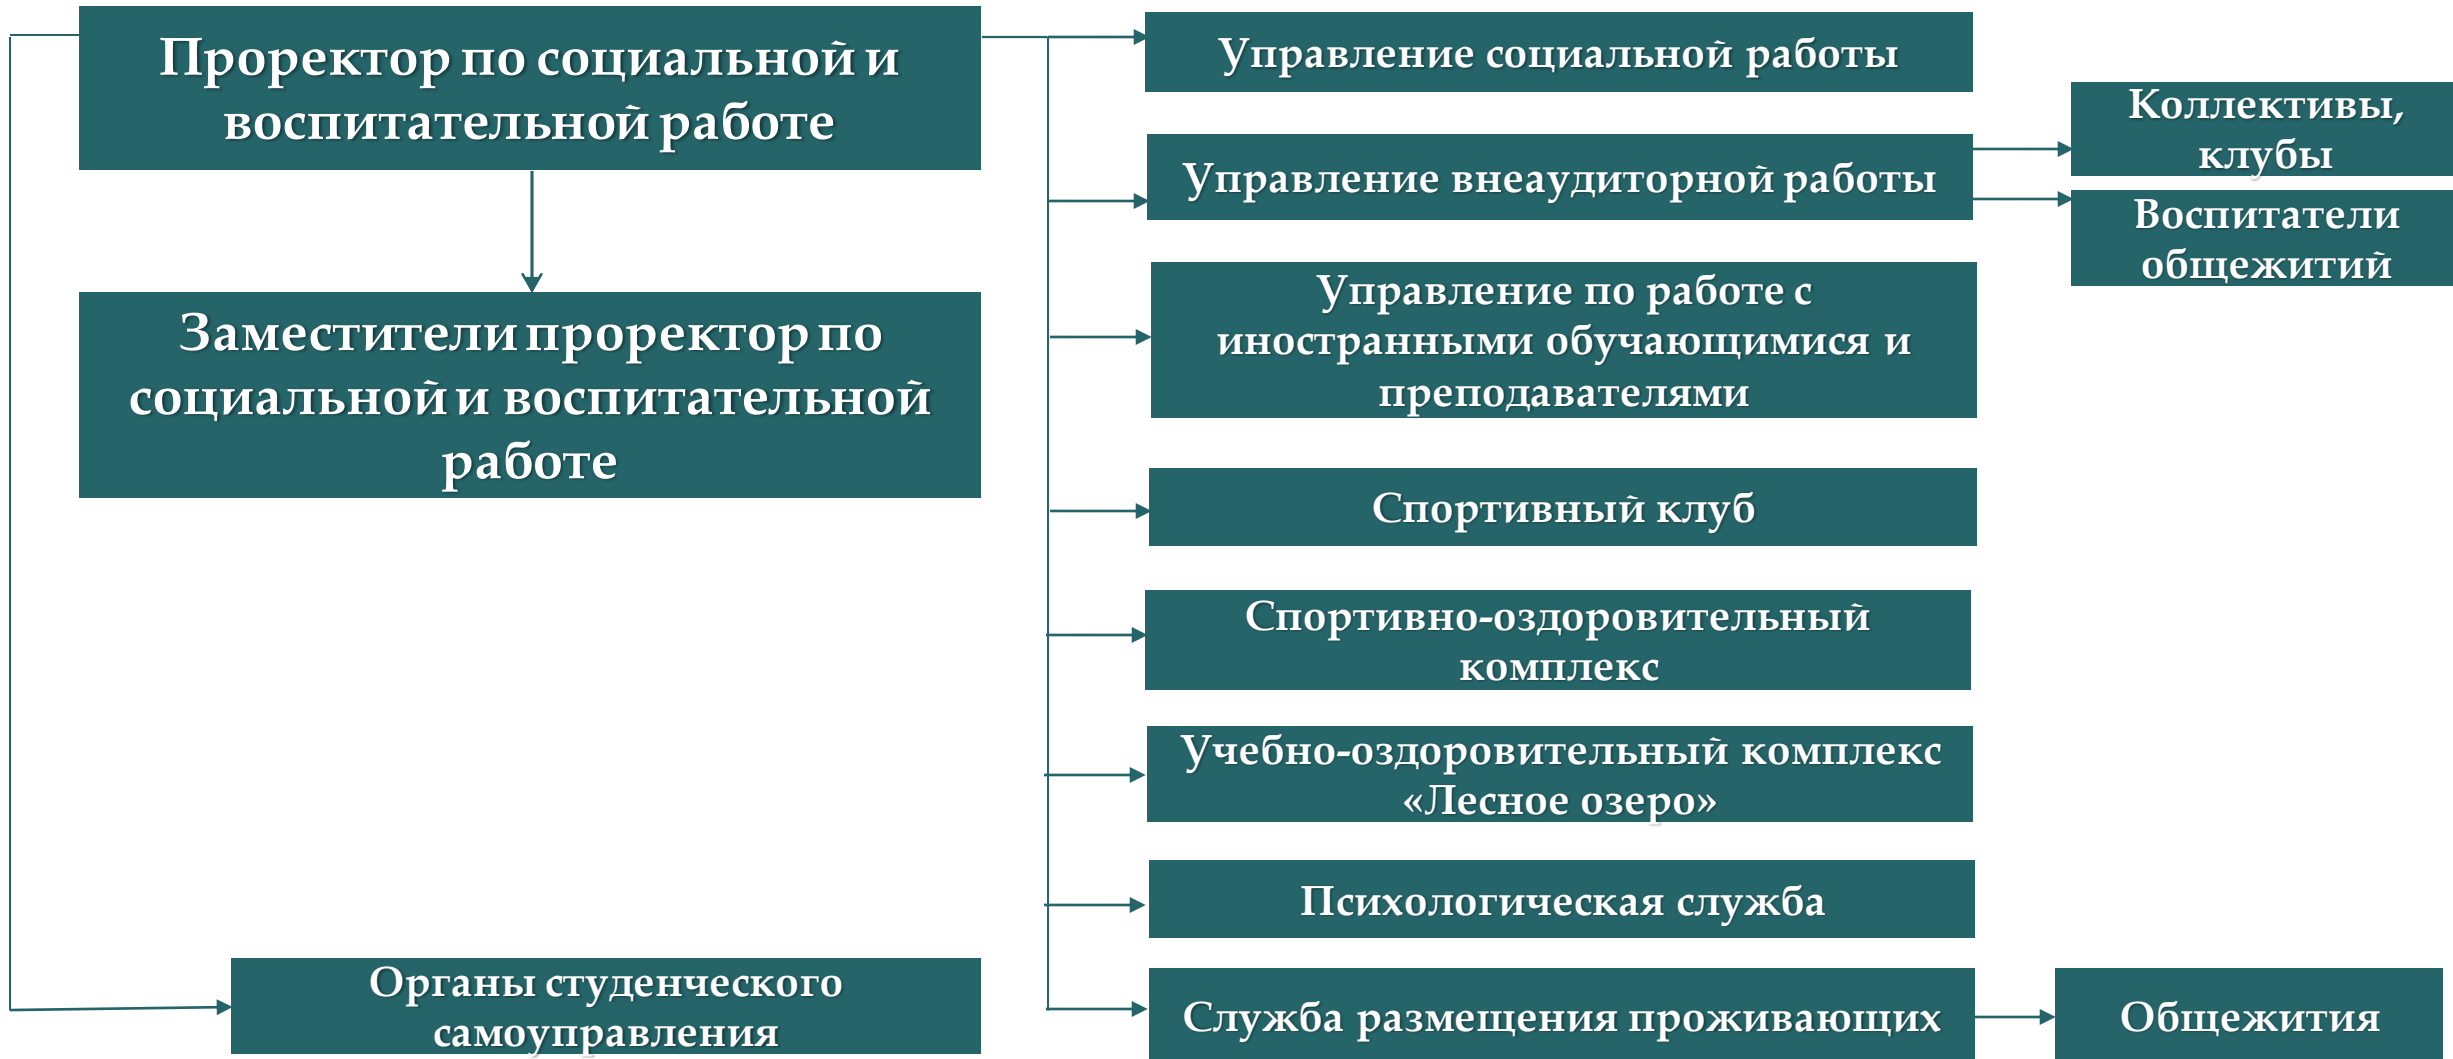 Проректор по социальной и
воспитательной работе
Заместители проректор по
социальной и воспитательной
работе
Органы студенческого
самоуправления
Управление социальной работы
Управление внеаудиторной работы
Коллективы,
клубы
Воспитатели
общежитий
Управление по работе с
иностранными обучающимися и
преподавателями
Спортивный клуб
Спортивно-оздоровительный
комплекс
Учебно-оздоровительный комплекс
«Лесное озеро»
Психологическая служба
Служба размещения проживающих
Общежития